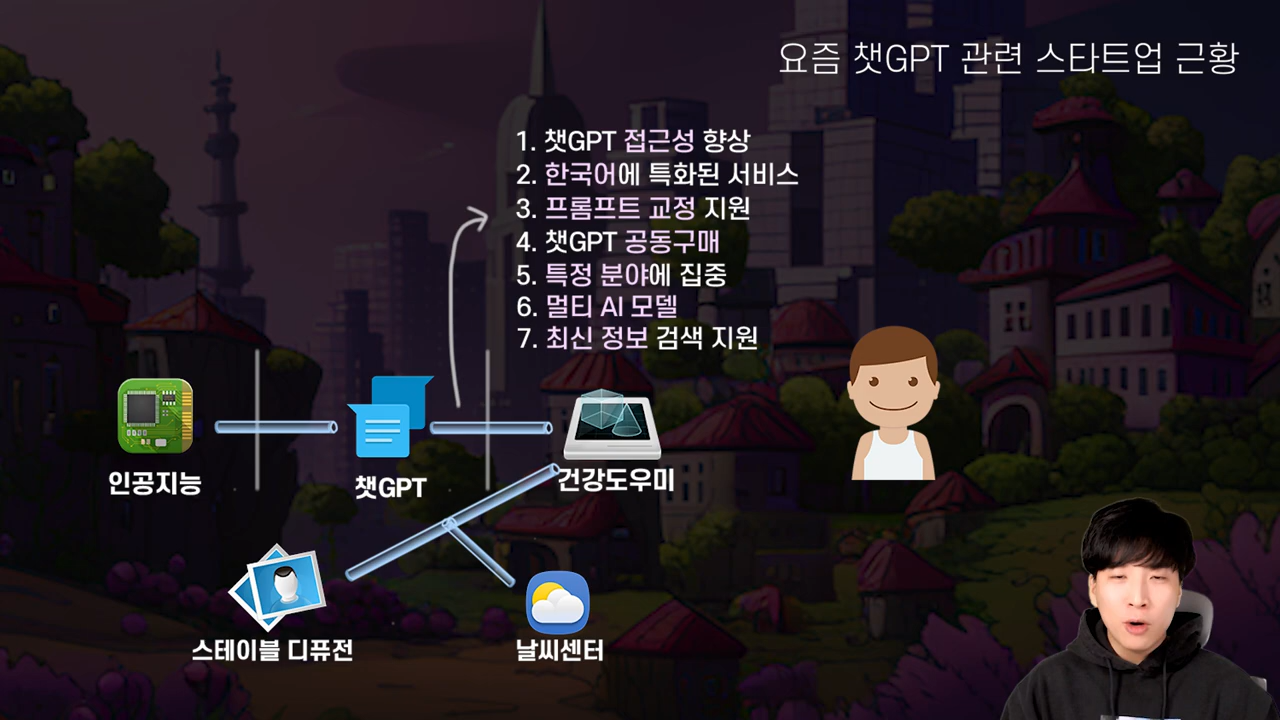 요즘 챗GPT 관련 스타트업 근황
1. 챗GPT 접근성 향상
2. 한국어에 특화된 서비스
3. 프롬프트 교정 지원
4. 챗GPT 공동구매
5. 특정 분야에 집중
6. 멀티 AI 모델
7. 최신 정보 검색 지원
인공지능
챗GPT
건강도우미
스테이블 디퓨전
날씨센터